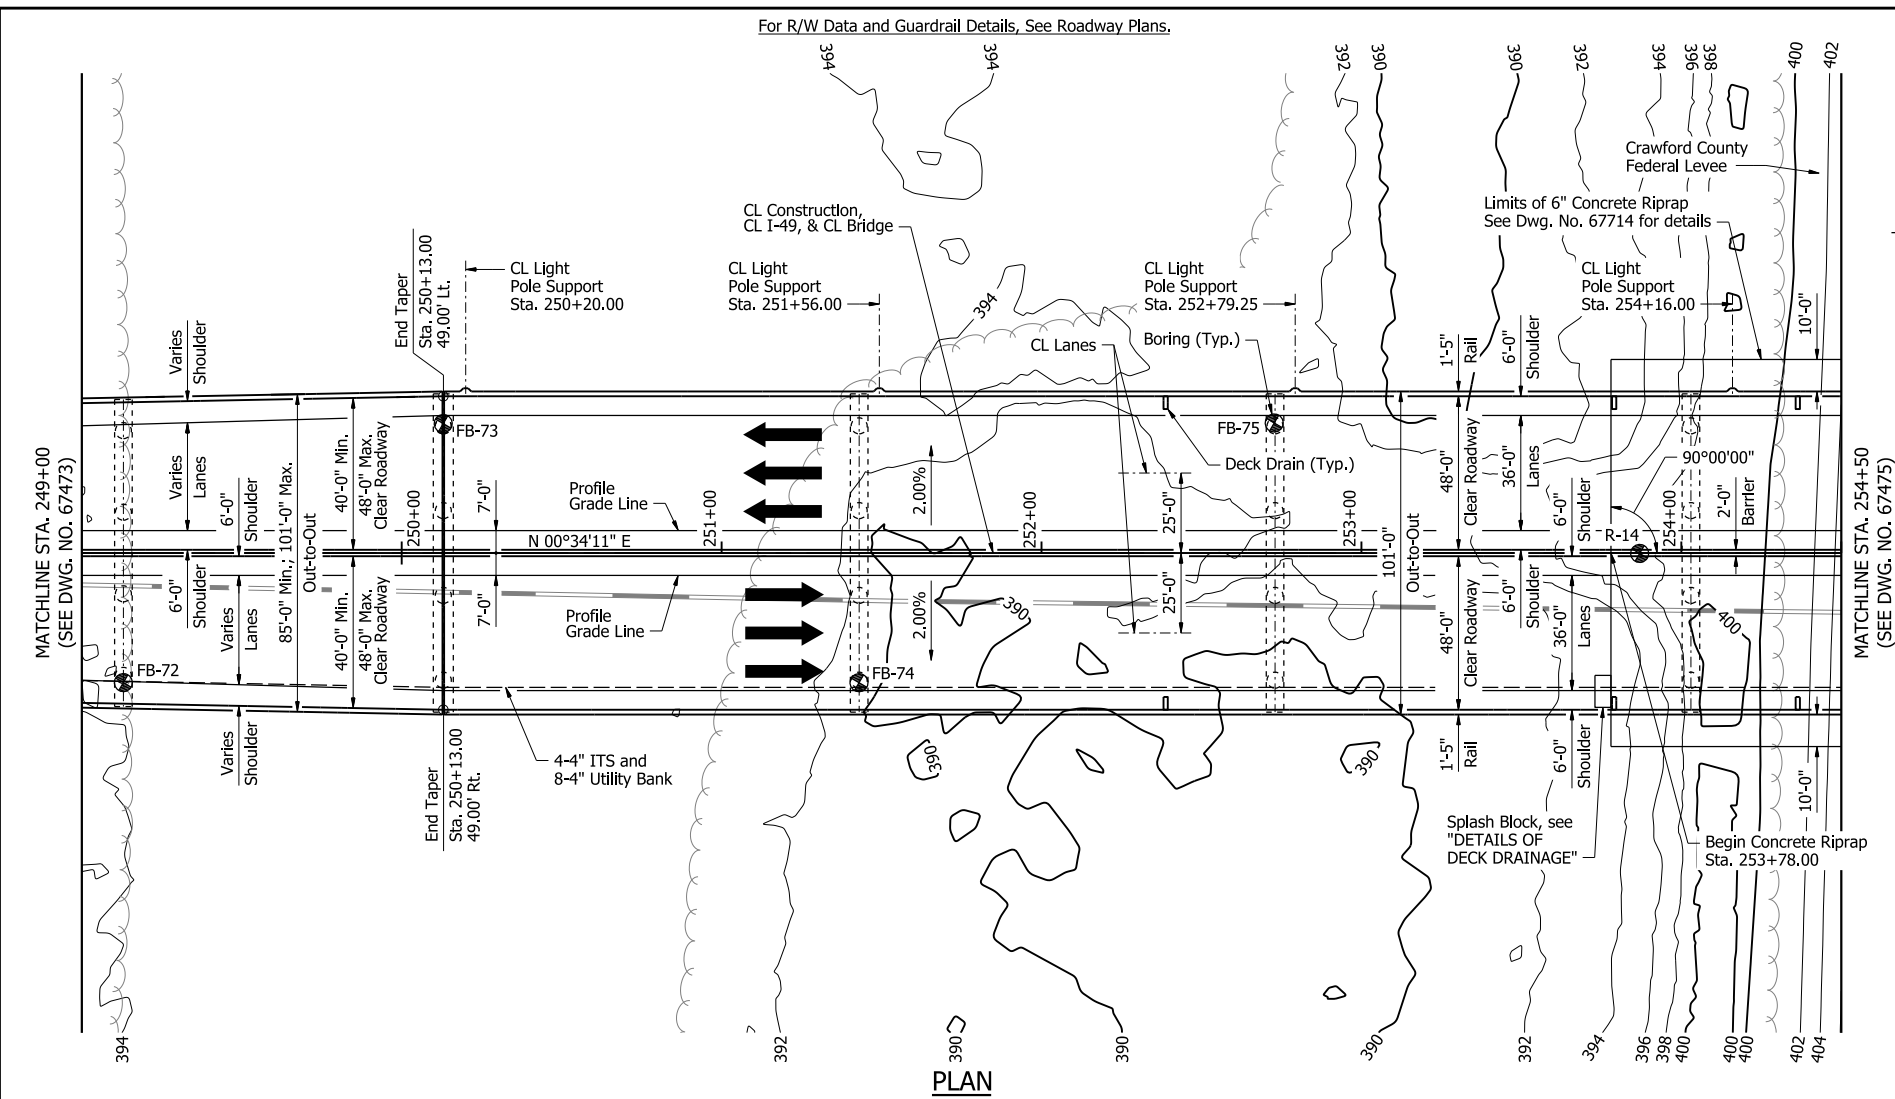 For R/W Data and Guardrail Details, See Roadway Plans.
394
394
392
390
390
392
394
396
398
400
402
Crawford County
Federal Levee
Limits of 6" Concrete Riprap
See Dwg. No. 67714 for details
CL Construction,
CL I-49, & CL Bridge
End Taper
Sta. 250+13.00
49.00' Lt.
CL Light
Pole Support
Sta. 250+20.00
CL Light
Pole Support
Sta. 251+56.00
394
CL Light
Pole Support
Sta. 252+79.25
CL Light
Pole Support
Sta. 254+16.00
10'-0"
Varies
Shoulder
CL Lanes
Boring (Typ.)
1'-5"
Rail
6'-0"
Shoulder
MATCHLINE STA. 249+00
(SEE DWG. NO. 67473)
Varies
Lanes
6'-0"
Shoulder
85'-0" Min.; 101'-0" Max.
Out-to-Out
40'-0" Min.
48'-0" Max.
Clear Roadway
FB-73
FB-75
Deck Drain (Typ.)
250+00
7'-0"
Profile
Grade Line
N 00°34'11" E
251+00
2.00%
252+00
25'-0"
253+00
101'-0"
Out-to-Out
48'-0"
Clear Roadway
36'-0"
Lanes
6'-0"
Shoulder
90°00'00"
R-14
254+00
2'-0"
Barrier
MATCHLINE STA. 254+50
(SEE DWG. NO. 67475)
6'-0"
Shoulder
Varies
Lanes
40'-0" Min.
48'-0" Max.
Clear Roadway
7'-0"
Profile
Grade Line
2.00%
390
25'-0"
48'-0"
Clear Roadway
6'-0"
Shoulder
36'-0"
Lanes
400
FB-72
FB-74
Varies
Shoulder
End Taper
Sta. 250+13.00
49.00' Rt.
4-4" ITS and
8-4" Utility Bank
390
390
1'-5"
Rail
6'-0"
Shoulder
10'-0"
Splash Block, see
"DETAILS OF
DECK DRAINAGE"
Begin Concrete Riprap
Sta. 253+78.00
394
392
390
390
390
392
394
396
398
400
400
400
402
404
PLAN